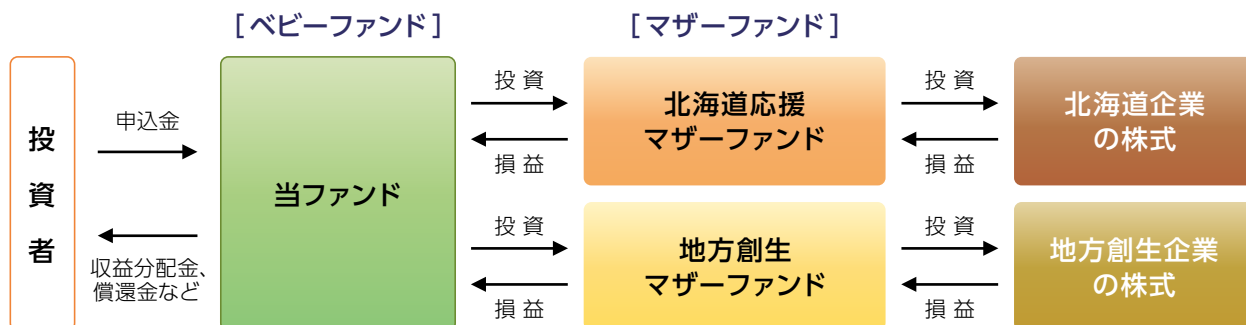 [ベビーファンド]
[マザーファンド]
投資者
申込金
収益分配金、
償還金など
当ファンド
投 資
損 益
北海道応援
マザーファンド
投 資
損 益
北海道企業
の株式
投 資
損 益
地方創生
マザーファンド
投 資
損 益
地方創生企業
の株式